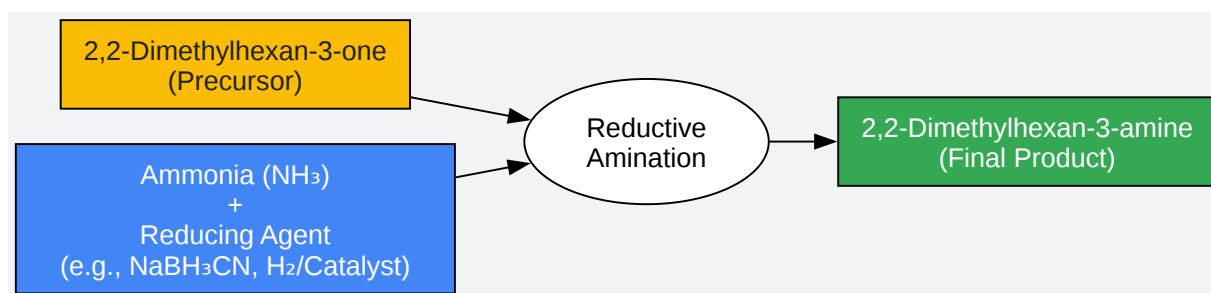 2,2-Dimethylhexan-3-one
(Precursor)
Ammonia (NH₃)
+
Reducing Agent
(e.g., NaBH₃CN, H₂/Catalyst)
Reductive
Amination
2,2-Dimethylhexan-3-amine
(Final Product)